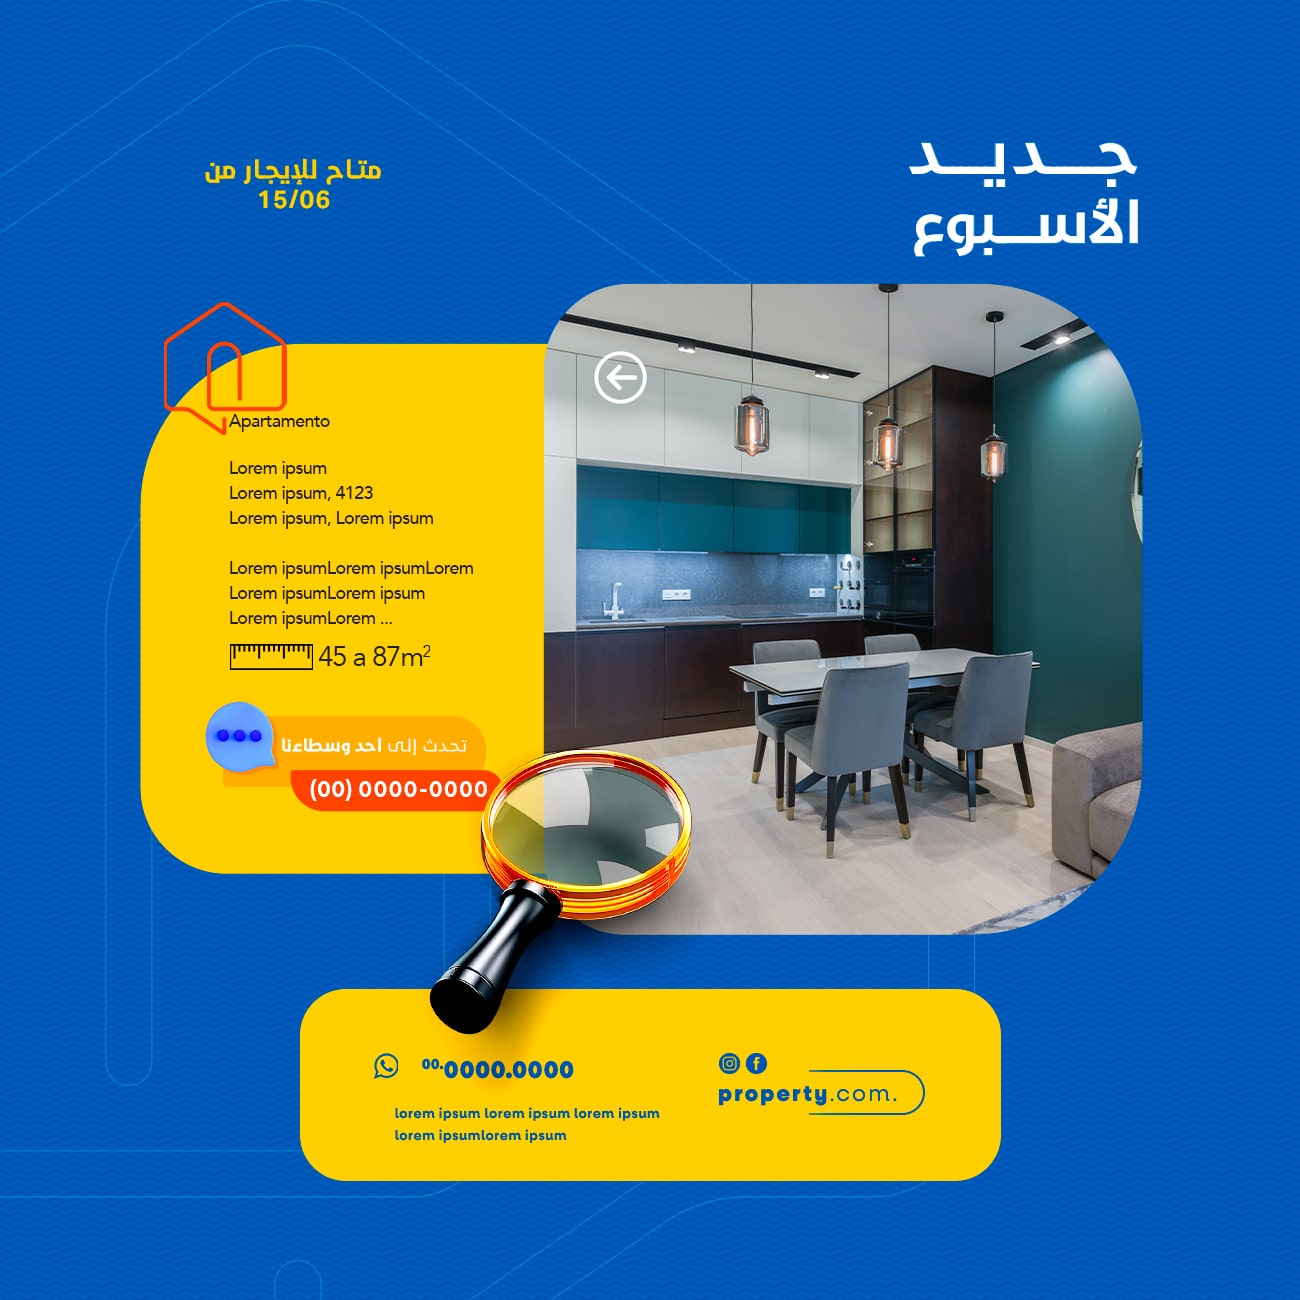 جديد
الأسبوع
متاح للإيجار من
15/06
Apartamento
Lorem ipsum
Lorem ipsum, 4123
Lorem ipsum, Lorem ipsum
Lorem ipsumLorem ipsumLorem
Lorem ipsumLorem ipsum
Lorem ipsumLorem ...
45 a 87m²
تحدث إلى احد وسطاءنا
(00) 0000-0000
00.0000.0000
lorem ipsum lorem ipsum lorem ipsum
lorem ipsumlorem ipsum
property.com.